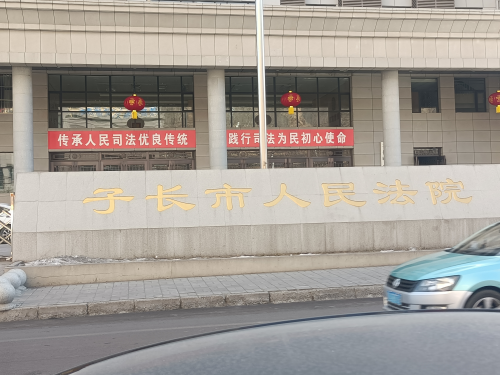 传承人民司法优良传统
践行司法为民初心使命
子长市人民法院